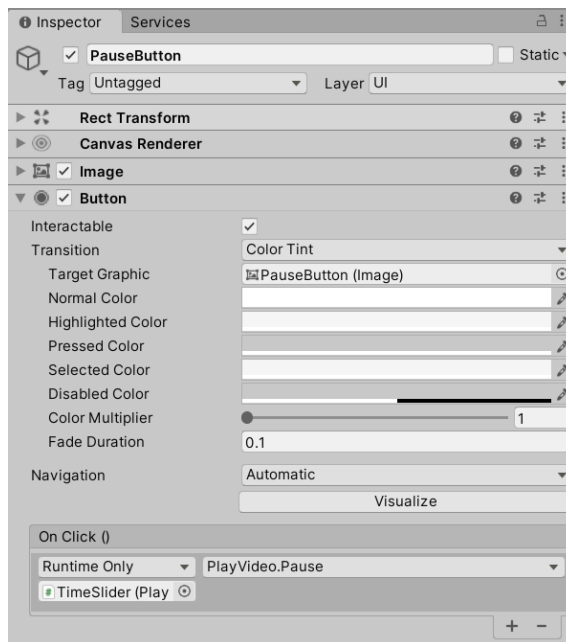 Inspector Services
PauseButton Static
Tag Untagged Layer UI
Rect Transform
Canvas Renderer
Image
Button
Interactable
Transition Color Tint
Target Graphic PauseButton (Image)
Normal Color
Highlighted Color
Pressed Color
Selected Color
Disabled Color
Color Multiplier 1
Fade Duration 0.1
Navigation Automatic
Visualize
On Click ()
Runtime Only PlayVideo.Pause
TimeSlider (Play